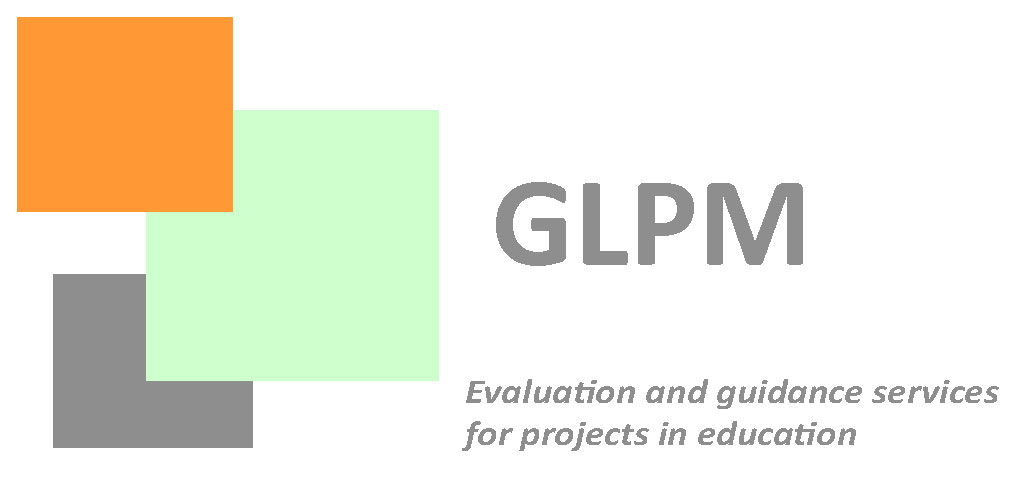 GLPM
Evaluation and guidance services
for projects in education